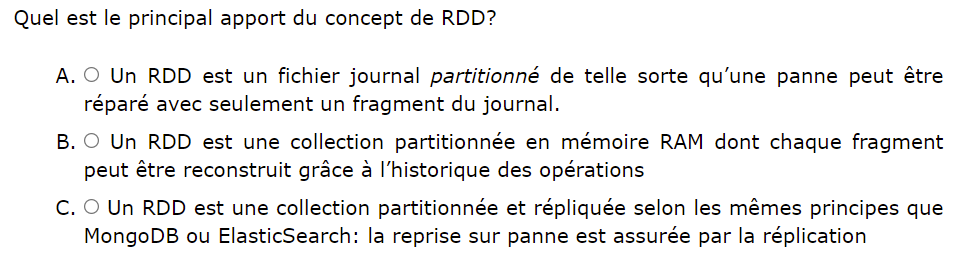 Quel est le principal apport du concept de RDD?
A. Un RDD est un fichier journal partitionné de telle sorte qu’une panne peut être
réparé avec seulement un fragment du journal.
B. Un RDD est une collection partitionnée en mémoire RAM dont chaque fragment
peut être reconstruit grâce à l’historique des opérations
C. Un RDD est une collection partitionnée et répliquée selon les mêmes principes que
MongoDB ou ElasticSearch: la reprise sur panne est assurée par la réplication